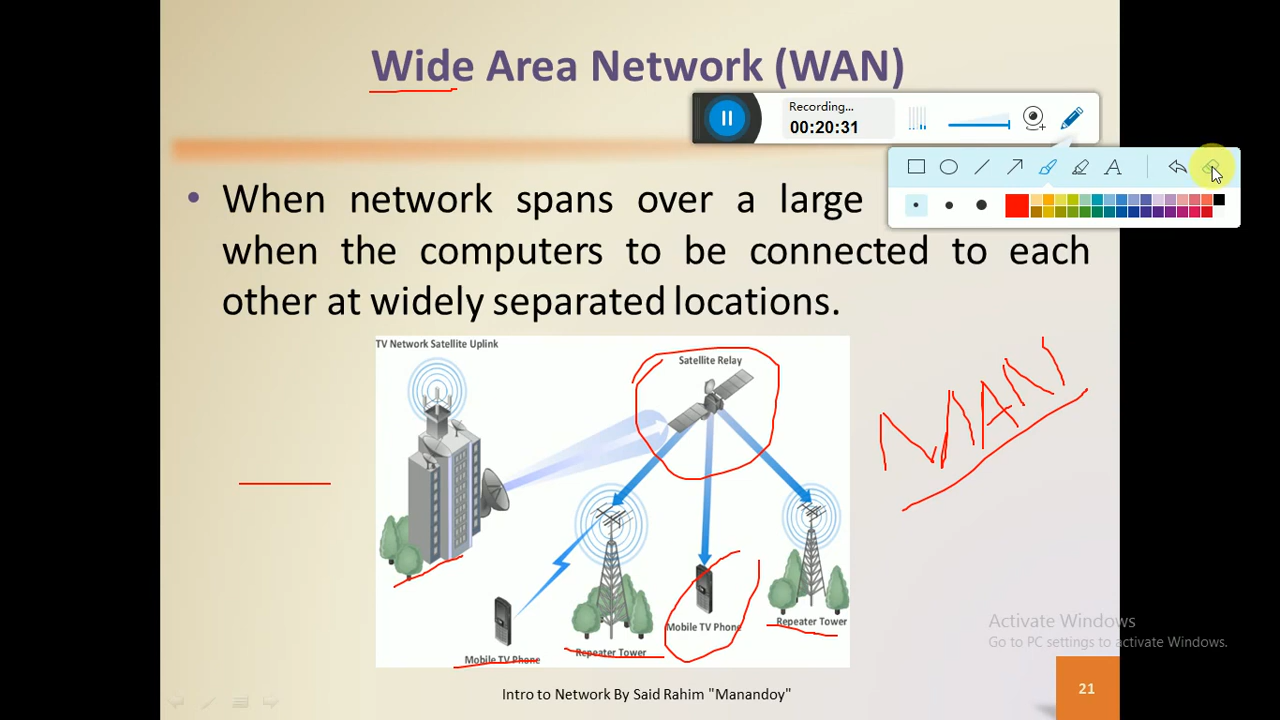 Wide Area Network (WAN)
Recording...
00:20:31
A
• When network spans over a large
when the computers to be connected to each
other at widely separated locations.
TV Network Satellite Uplink
Satellite Relay
MAN
Mobile TV Phone
Repeater Tower
Mobile TV Phone
Repeater Tower
Activate Windows
Go to PC settings to activate Windows.
Intro to Network By Said Rahim "Manandoy"
21